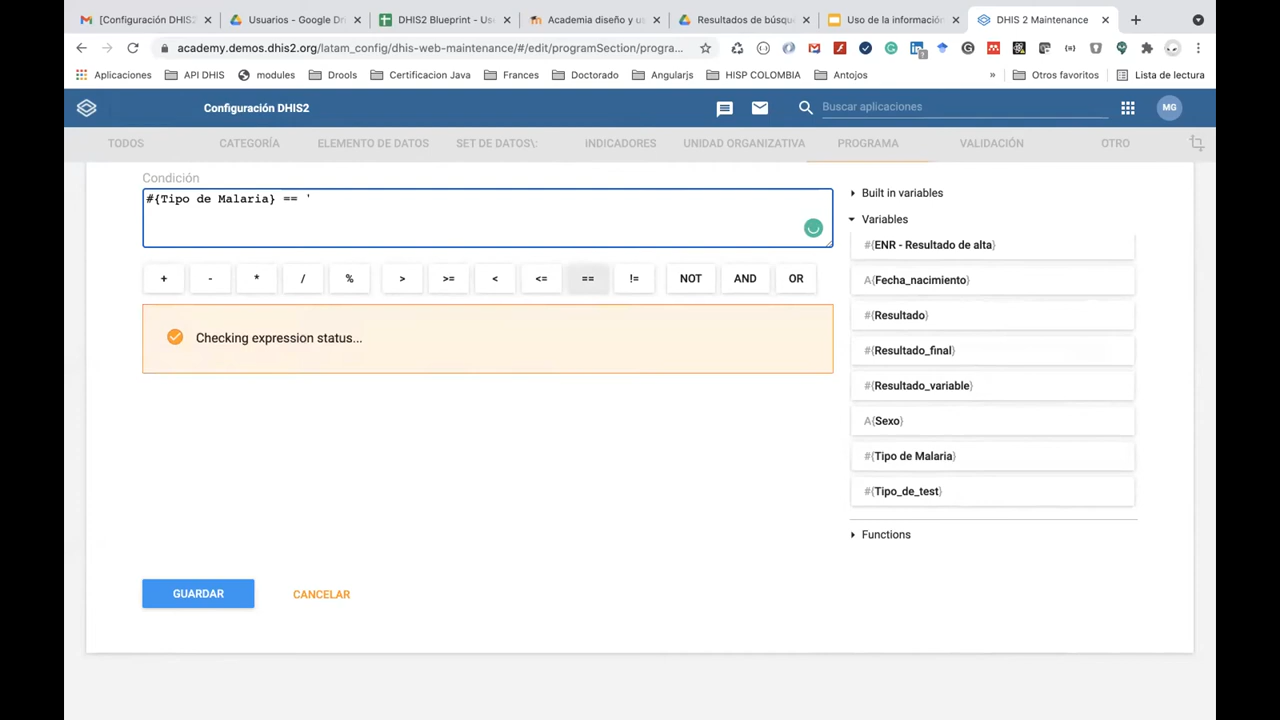 [Configuración DHIS2
Usuarios - Google Dri
DHIS2 Blueprint - Use
Academia diseño y us
Resultados de búsqu
Uso de la información
DHIS 2 Maintenance
academy.demos.dhis2.org/latam_config/dhis-web-maintenance/#/edit/programSection/progra...
Aplicaciones
API DHIS
modules
Drools
Certificacion Java
Frances
Doctorado
Angularjs
HISP COLOMBIA
Antojos
»
Otros favoritos
Lista de lectura
Configuración DHIS2
Buscar aplicaciones
MG
TODOS
CATEGORÍA
ELEMENTO DE DATOS
SET DE DATOS\:
INDICADORES
UNIDAD ORGANIZATIVA
PROGRAMA
VALIDACIÓN
OTRO
Condición
#{Tipo de Malaria} == '
+ - * / % > >= < <= == != NOT AND OR
Checking expression status...
Built in variables
Variables
#{ENR - Resultado de alta}
A{Fecha_nacimiento}
#{Resultado}
#{Resultado_final}
#{Resultado_variable}
A{Sexo}
#{Tipo de Malaria}
#{Tipo_de_test}
Functions
GUARDAR
CANCELAR